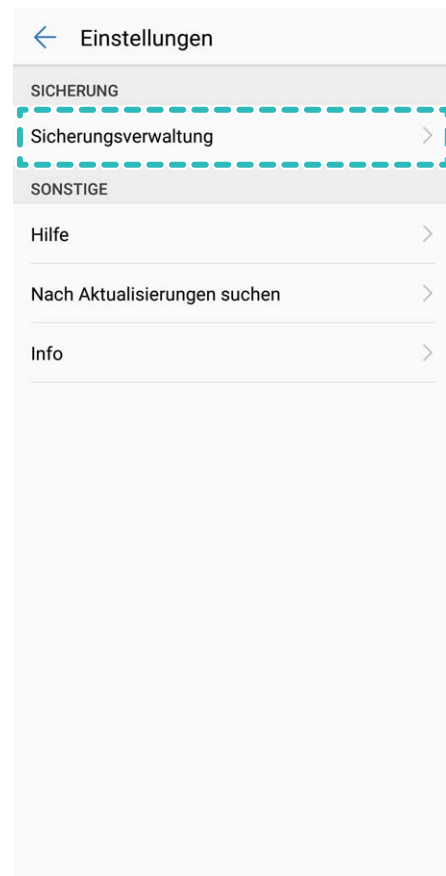 Einstellungen
SICHERUNG
Sicherungsverwaltung
SONSTIGE
Hilfe
Nach Aktualisierungen suchen
Info